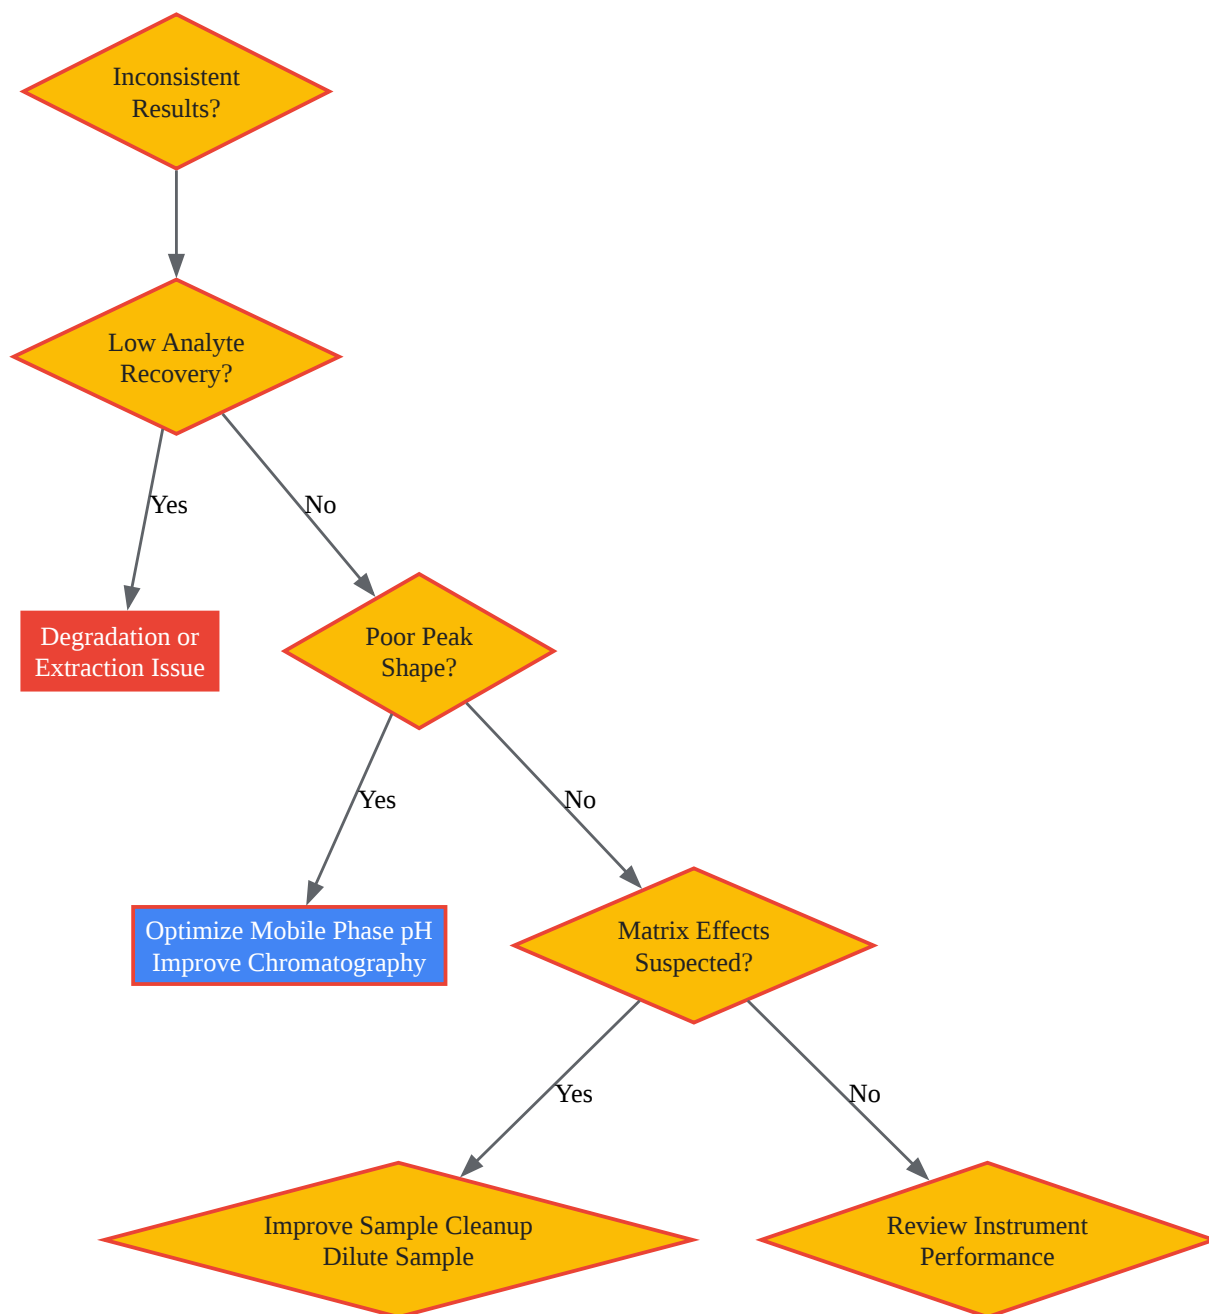 Inconsistent
Results?
Low Analyte
Recovery?
Yes
No
Degradation or
Extraction Issue
Poor Peak
Shape?
Yes
No
Optimize Mobile Phase pH
Improve Chromatography
Matrix Effects
Suspected?
Yes
No
Improve Sample Cleanup
Dilute Sample
Review Instrument
Performance